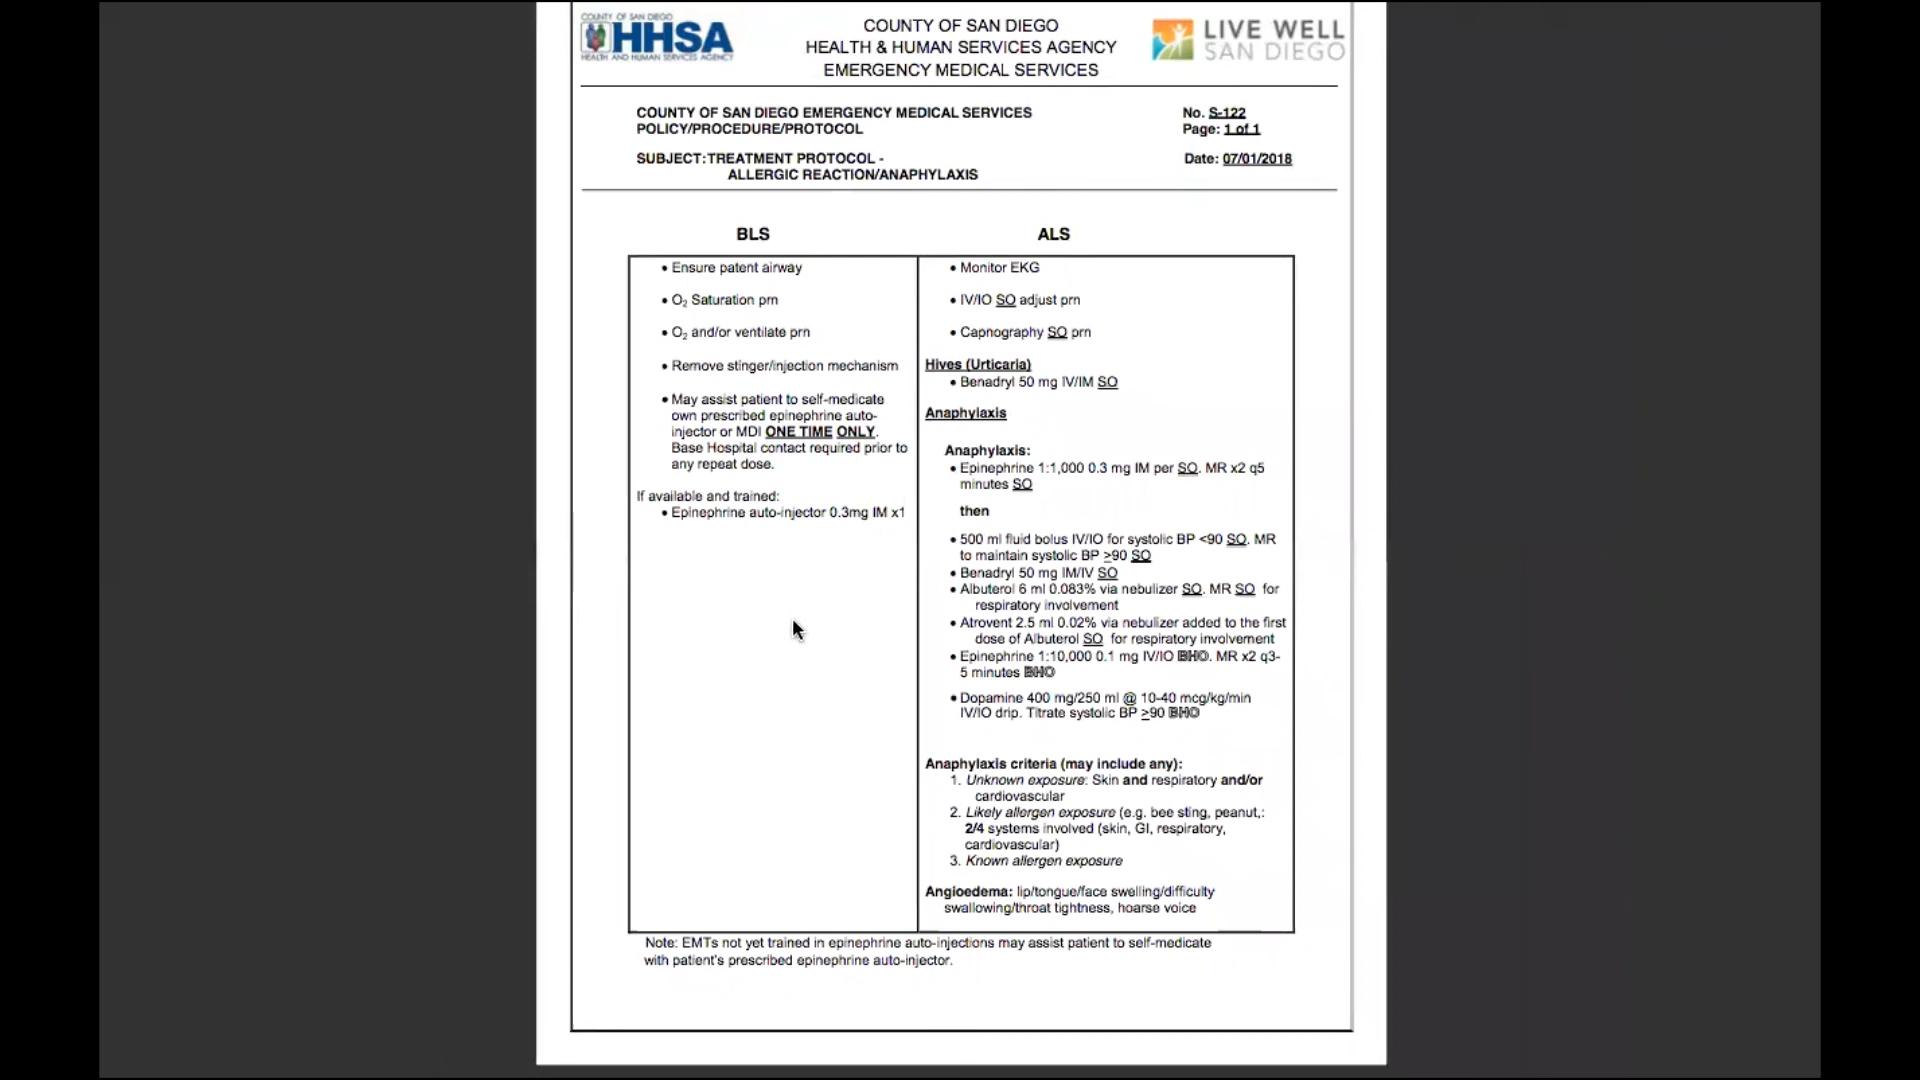 COUNTY OF SAN DIEGO
HHSA
HEALTH AND HUMAN SERVICES AGENCY
COUNTY OF SAN DIEGO
HEALTH & HUMAN SERVICES AGENCY
EMERGENCY MEDICAL SERVICES
LIVE WELL
SAN DIEGO
COUNTY OF SAN DIEGO EMERGENCY MEDICAL SERVICES
POLICY/PROCEDURE/PROTOCOL
No. S-122
Page: 1 of 1
SUBJECT: TREATMENT PROTOCOL -
ALLERGIC REACTION/ANAPHYLAXIS
Date: 07/01/2018
BLS
• Ensure patent airway
• O₂ Saturation prn
• O₂ and/or ventilate prn
• Remove stinger/injection mechanism
• May assist patient to self-medicate
own prescribed epinephrine auto-
injector or MDI ONE TIME ONLY.
Base Hospital contact required prior to
any repeat dose.
If available and trained:
• Epinephrine auto-injector 0.3mg IM x1
ALS
• Monitor EKG
• IV/IO SO adjust prn
• Capnography SO prn
Hives (Urticaria)
• Benadryl 50 mg IV/IM SO
Anaphylaxis
Anaphylaxis:
• Epinephrine 1:1,000 0.3 mg IM per SO. MR x2 q5
minutes SO
then
• 500 ml fluid bolus IV/IO for systolic BP <90 SO. MR
to maintain systolic BP ≥90 SO
• Benadryl 50 mg IM/IV SO
• Albuterol 6 ml 0.083% via nebulizer SO. MR SO for
respiratory involvement
• Atrovent 2.5 ml 0.02% via nebulizer added to the first
dose of Albuterol SO for respiratory involvement
• Epinephrine 1:10,000 0.1 mg IV/IO BHO. MR x2 q3-
5 minutes BHO
• Dopamine 400 mg/250 ml @ 10-40 mcg/kg/min
IV/IO drip. Titrate systolic BP ≥90 BHO
Anaphylaxis criteria (may include any):
1. Unknown exposure: Skin and respiratory and/or
cardiovascular
2. Likely allergen exposure (e.g. bee sting, peanut,:
2/4 systems involved (skin, GI, respiratory,
cardiovascular)
3. Known allergen exposure
Angioedema: lip/tongue/face swelling/difficulty
swallowing/throat tightness, hoarse voice
Note: EMTs not yet trained in epinephrine auto-injections may assist patient to self-medicate
with patient's prescribed epinephrine auto-injector.